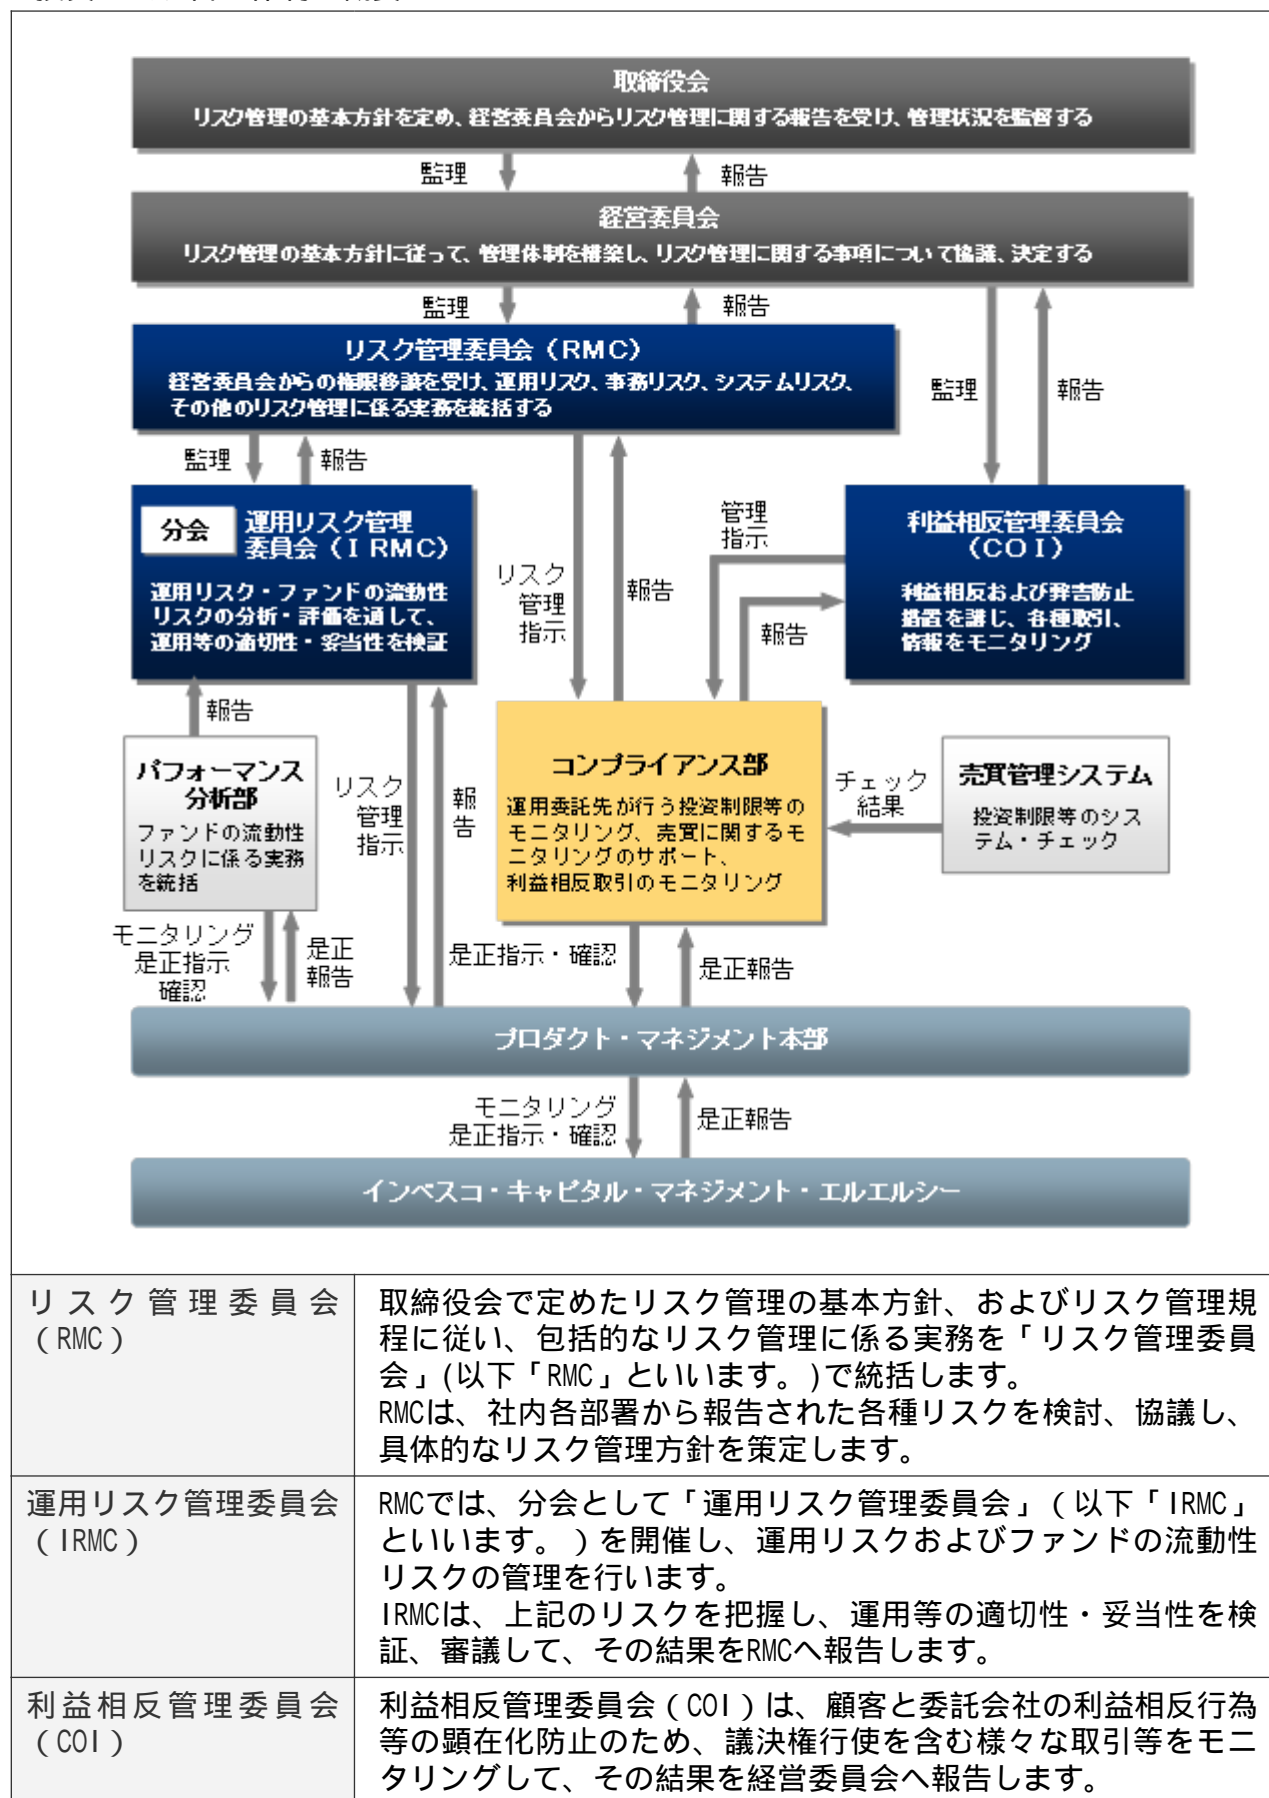 取締役会
リスク管理の基本方針を定め、経営委員会からリスク管理に関する報告を受け、管理状況を監督する
監理
報告
経営委員会
リスク管理の基本方針に従って、管理体制を構築し、リスク管理に関する事項について協議、決定する
監理
報告
リスク管理委員会（RMC）
経営委員会からの権限移譲を受け、運用リスク、事務リスク、システムリスク、
その他のリスク管理に係る実務を統括する
監理
報告
監理
報告
分会
運用リスク管理
委員会（IRMC）
運用リスク・ファンドの流動性
リスクの分析・評価を通して、
運用等の適切性・妥当性を検証
リスク
管理
指示
報告
管理
指示
報告
利益相反管理委員会
（COI）
利益相反および弊害防止
措置を講じ、各種取引、
情報をモニタリング
報告
パフォーマンス
分析部
ファンドの流動性
リスクに係る実務
を統括
リスク
管理
指示
報
告
コンプライアンス部
運用委託先が行う投資制限等の
モニタリング、売買に関するモ
ニタリングのサポート、
利益相反取引のモニタリング
チェック
結果
売買管理システム
投資制限等のシス
テム・チェック
モニタリング
是正指示
確認
是正
報告
是正指示・確認
是正報告
プロダクト・マネジメント本部
モニタリング
是正指示・確認
是正報告
インベスコ・キャピタル・マネジメント・エルエルシー
リスク管理委員会
（RMC）
取締役会で定めたリスク管理の基本方針、およびリスク管理規
程に従い、包括的なリスク管理に係る実務を「リスク管理委員
会」(以下「RMC」といいます。)で統括します。
RMCは、社内各部署から報告された各種リスクを検討、協議し、
具体的なリスク管理方針を策定します。
運用リスク管理委員会
（IRMC）
RMCでは、分会として「運用リスク管理委員会」（以下「IRMC」
といいます。）を開催し、運用リスクおよびファンドの流動性
リスクの管理を行います。
IRMCは、上記のリスクを把握し、運用等の適切性・妥当性を検
証、審議して、その結果をRMCへ報告します。
利益相反管理委員会
（COI）
利益相反管理委員会（COI）は、顧客と委託会社の利益相反行為
等の顕在化防止のため、議決権行使を含む様々な取引等をモニ
タリングして、その結果を経営委員会へ報告します。